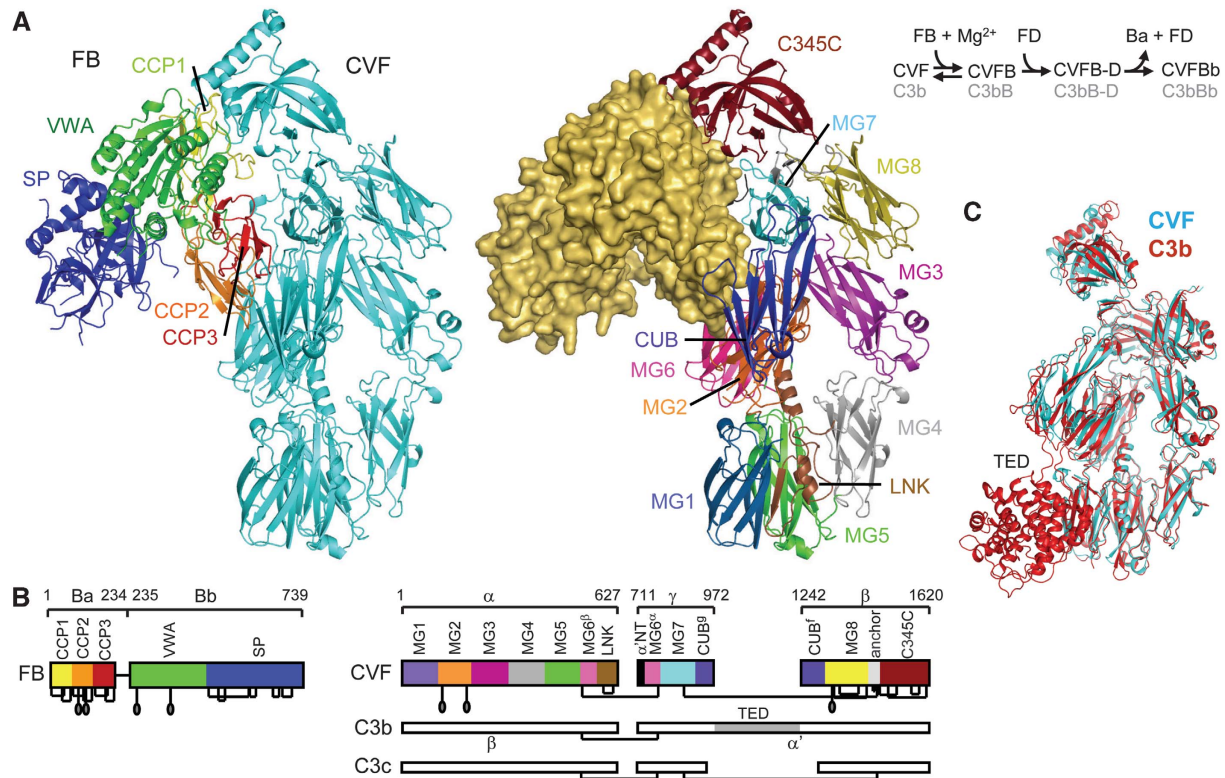 A
FB
CCP1
CVF
VWA
SP
CCP2
CCP3
C345C
MG7
MG8
MG3
CUB
MG6
MG2
MG4
LNK
MG1
MG5
FB + Mg2+ FD Ba + FD
CVF CVFB CVFB-D CVFBb
C3b C3bB C3bB-D C3bBb
C
CVF
C3b
TED
B
1 Ba 234 235 Bb 739
CCP1 CCP2 CCP3 VWA SP
FB
1 α 627 711 γ 972 1242 β 1620
MG1 MG2 MG3 MG4 MG5 MG6β LNK α'NT MG6α MG7 CUBg CUBf MG8 anchor C345C
CVF
TED
C3b
β α'
C3c